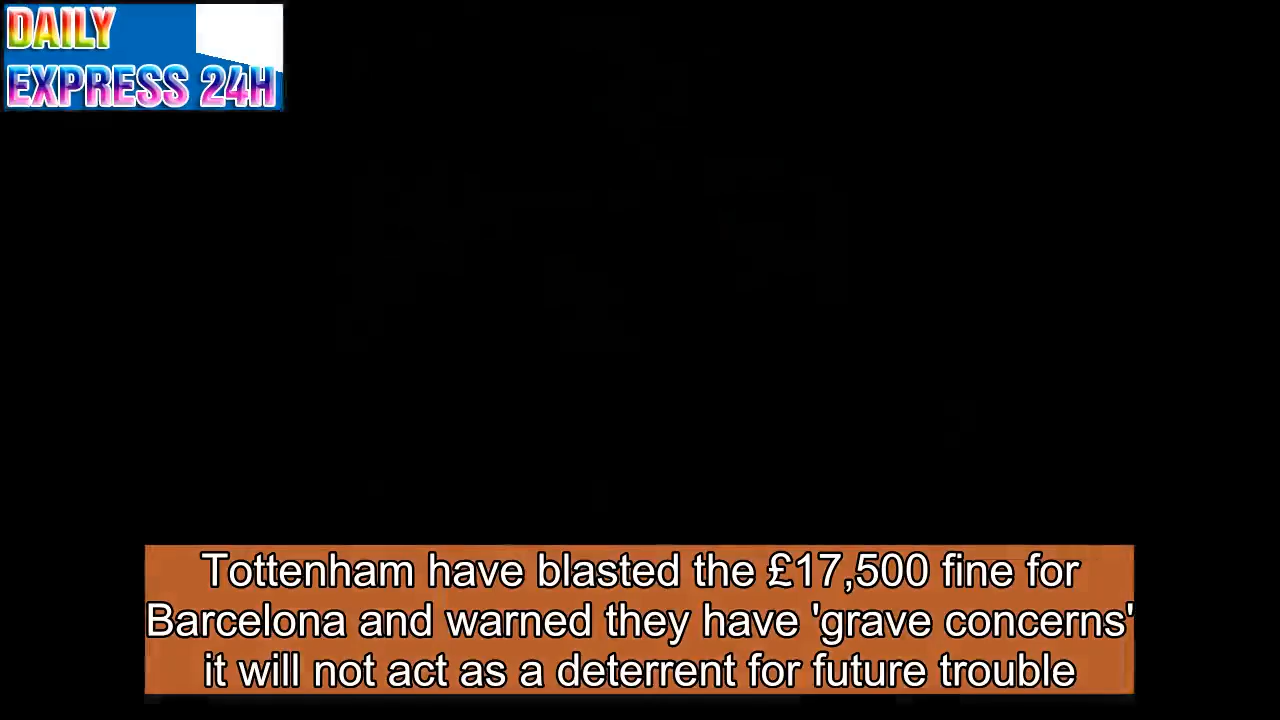 DAILY
EXPRESS 24H
Tottenham have blasted the £17,500 fine for
Barcelona and warned they have 'grave concerns'
it will not act as a deterrent for future trouble